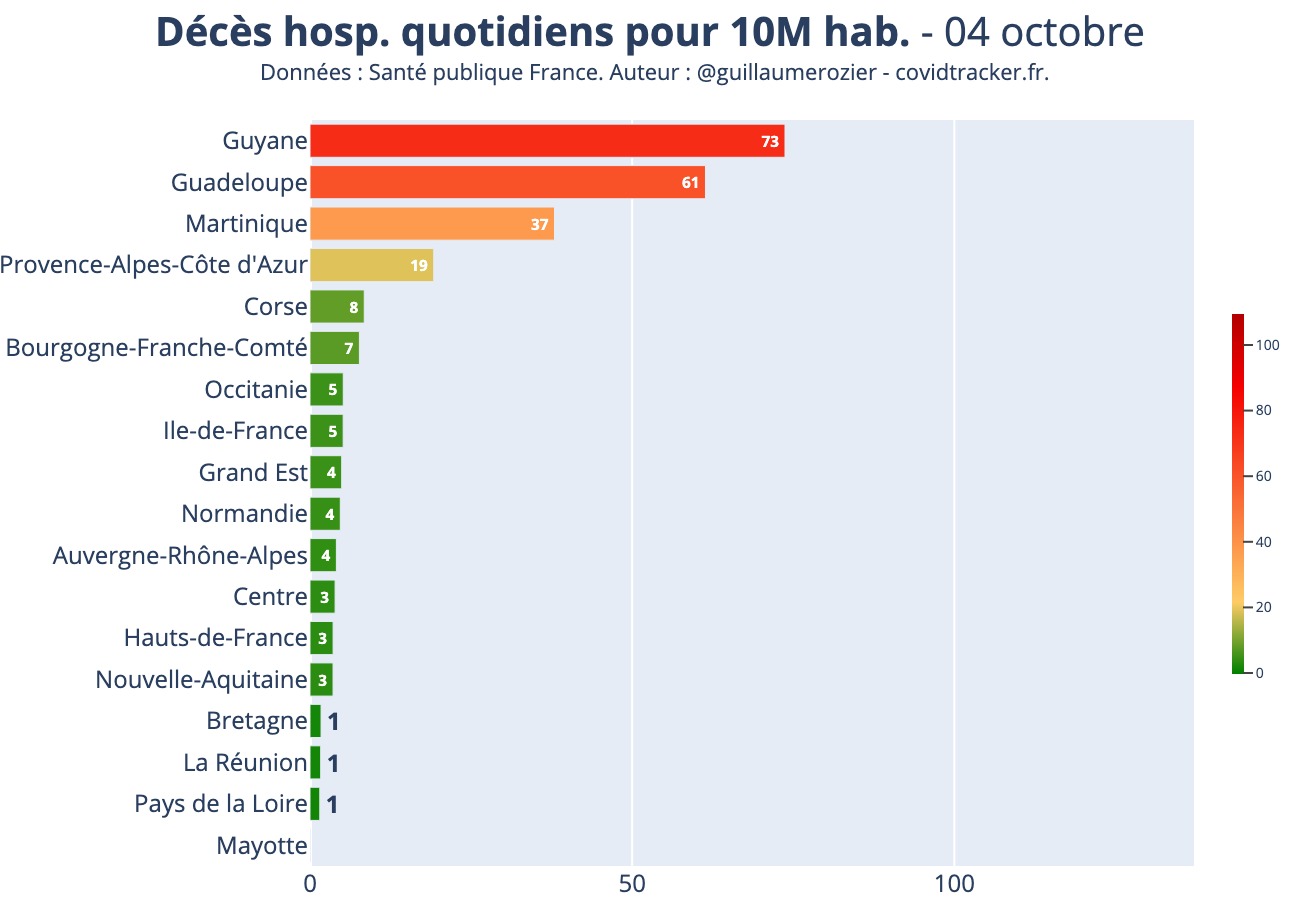 Décès hosp. quotidiens pour 10M hab. - 04 octobre
Données : Santé publique France. Auteur : @guillaumerozier - covidtracker.fr.
Guyane 73
Guadeloupe 61
Martinique 37
Provence-Alpes-Côte d'Azur 19
Corse 8
Bourgogne-Franche-Comté 7
Occitanie 5
Ile-de-France 5
Grand Est 4
Normandie 4
Auvergne-Rhône-Alpes 4
Centre 3
Hauts-de-France 3
Nouvelle-Aquitaine 3
Bretagne 1
La Réunion 1
Pays de la Loire 1
Mayotte
0 50 100
100
80
60
40
20
0